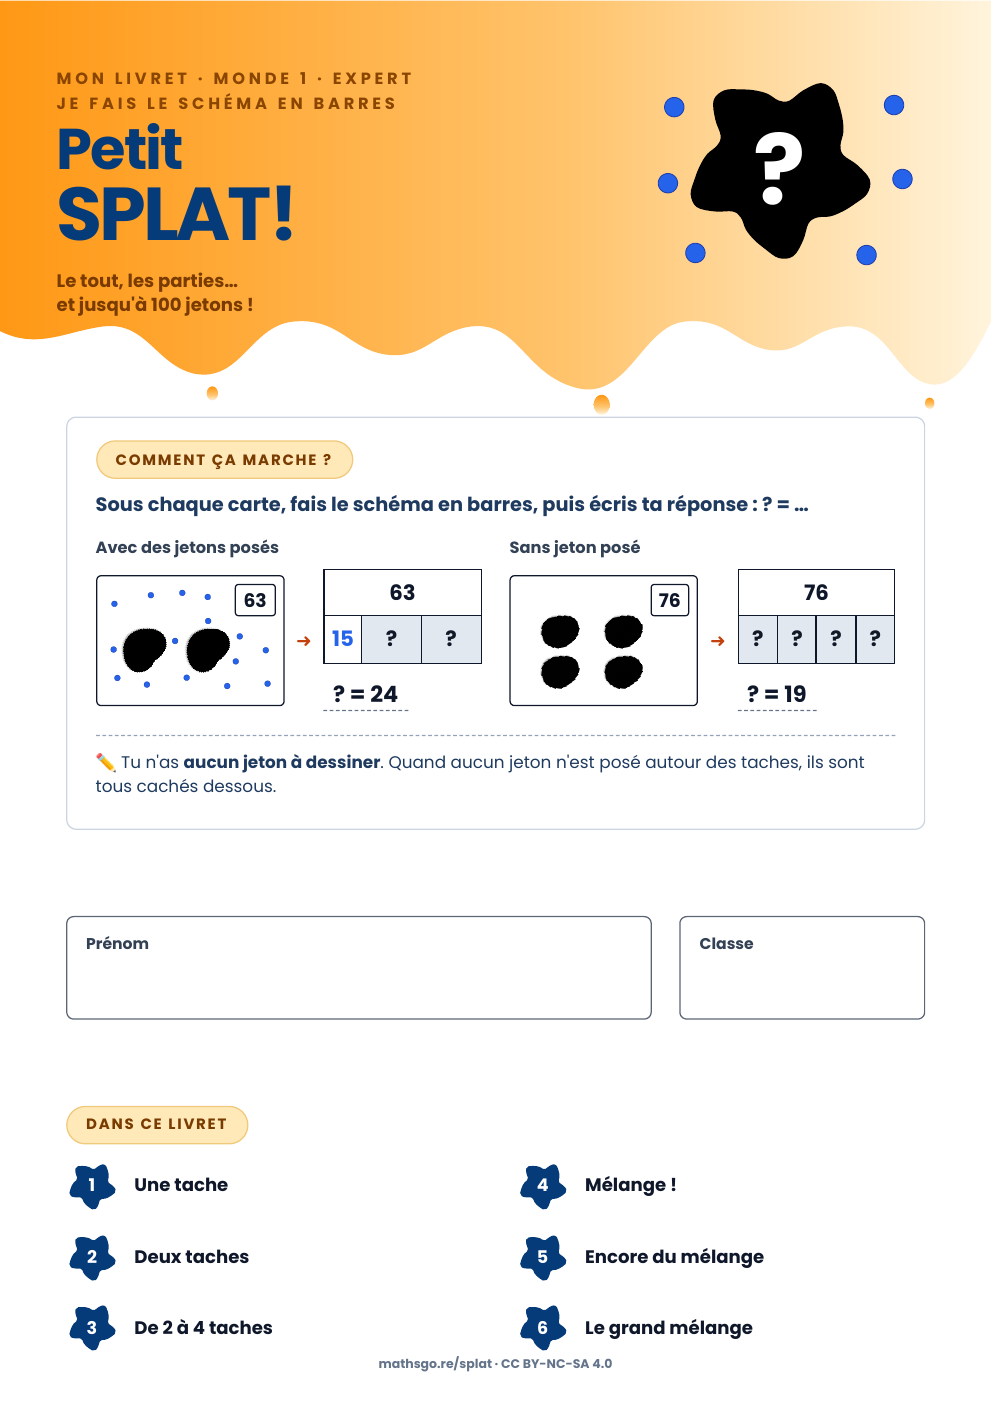 MON LIVRET · MONDE 1 · EXPERT
JE FAIS LE SCHÉMA EN BARRES
Petit
SPLAT!
?
Le tout, les parties...
et jusqu'à 100 jetons !
COMMENT ÇA MARCHE ?
Sous chaque carte, fais le schéma en barres, puis écris ta réponse : ? = ...
Avec des jetons posés
63
➔
63
15 ? ?
? = 24
Sans jeton posé
76
➔
76
? ? ? ?
? = 19
✏️ Tu n'as aucun jeton à dessiner. Quand aucun jeton n'est posé autour des taches, ils sont
tous cachés dessous.
Prénom
Classe
DANS CE LIVRET
1 Une tache
2 Deux taches
3 De 2 à 4 taches
4 Mélange !
5 Encore du mélange
6 Le grand mélange
mathsgo.re/splat · CC BY-NC-SA 4.0